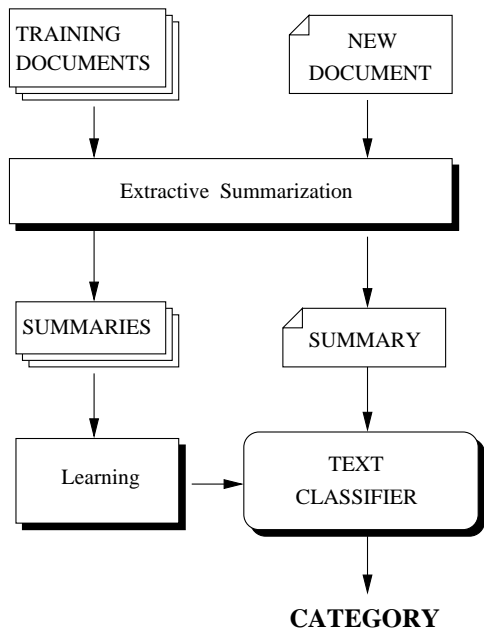 TRAINING
DOCUMENTS
NEW
DOCUMENT
Extractive Summarization
SUMMARIES
SUMMARY
Learning
TEXT
CLASSIFIER
CATEGORY